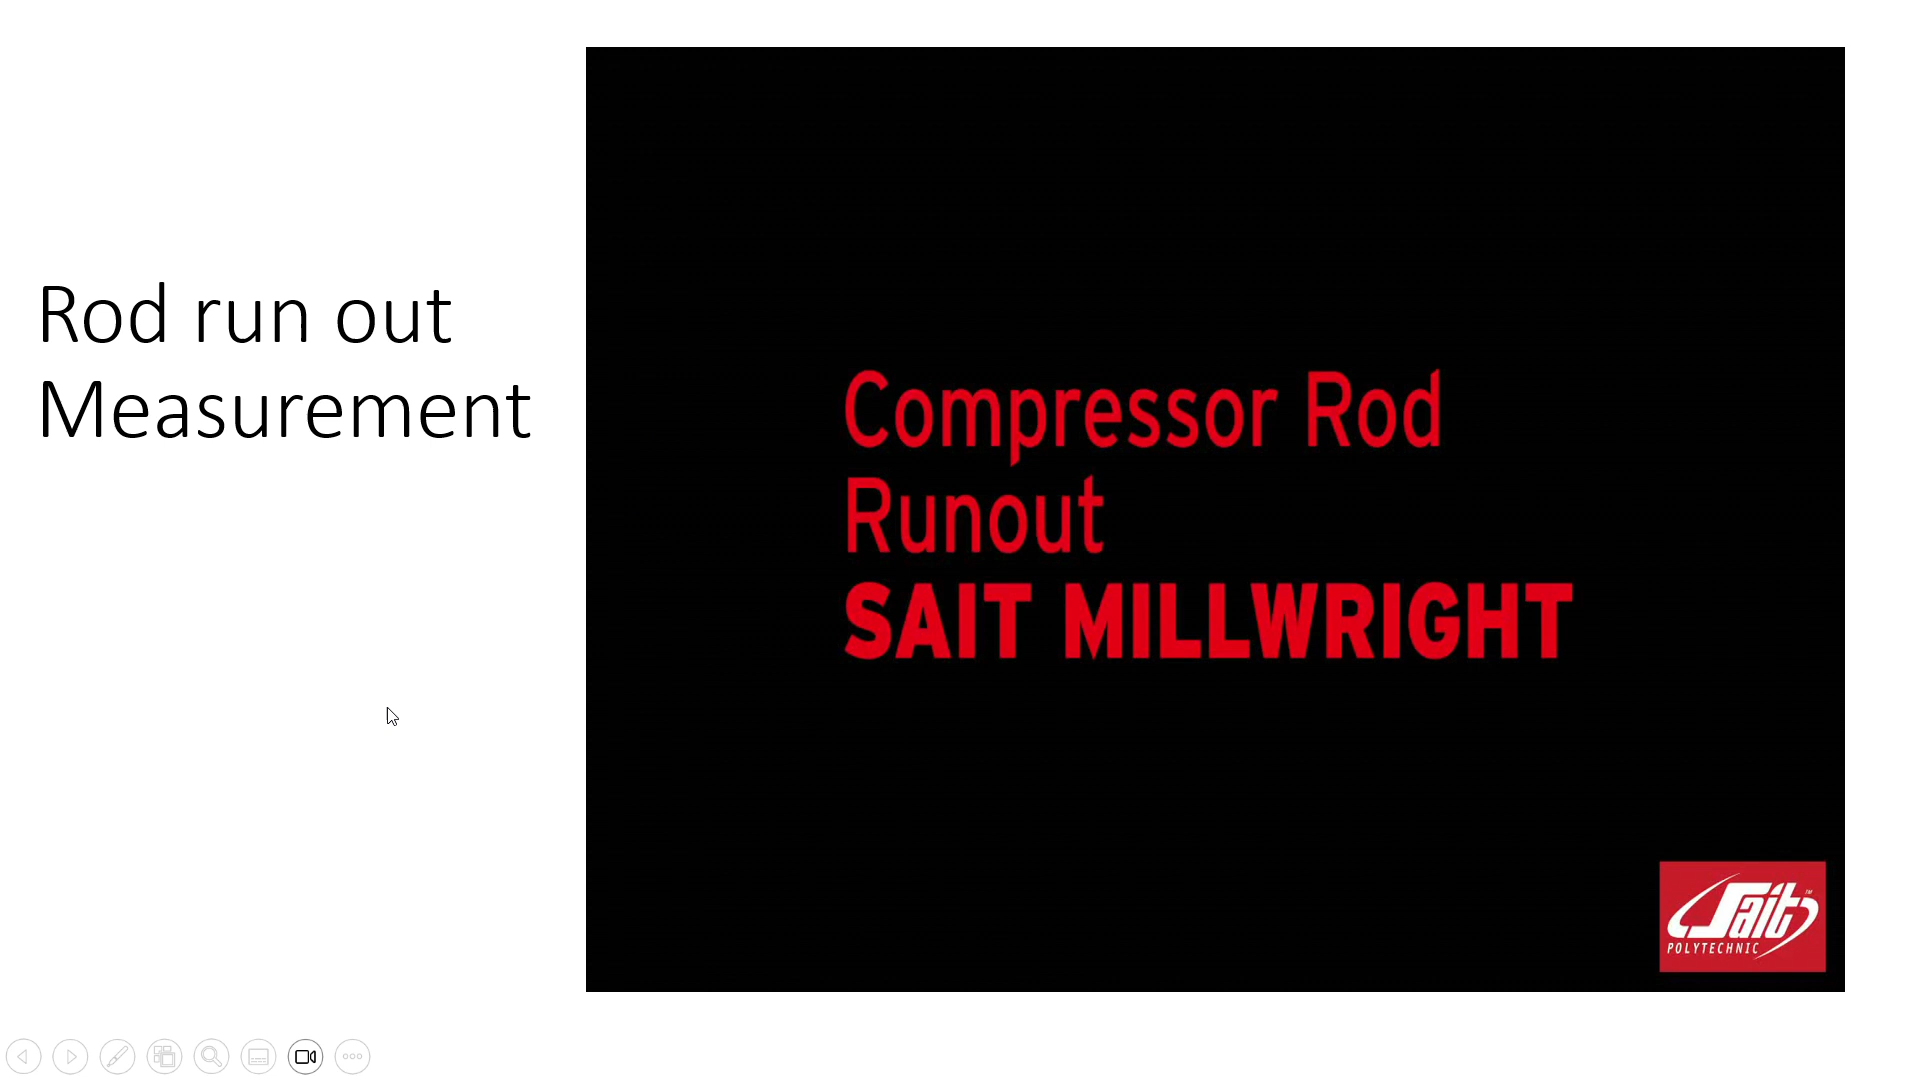 Rod run out
Measurement
Compressor Rod
Runout
SAIT MILLWRIGHT
Sait
POLYTECHNIC